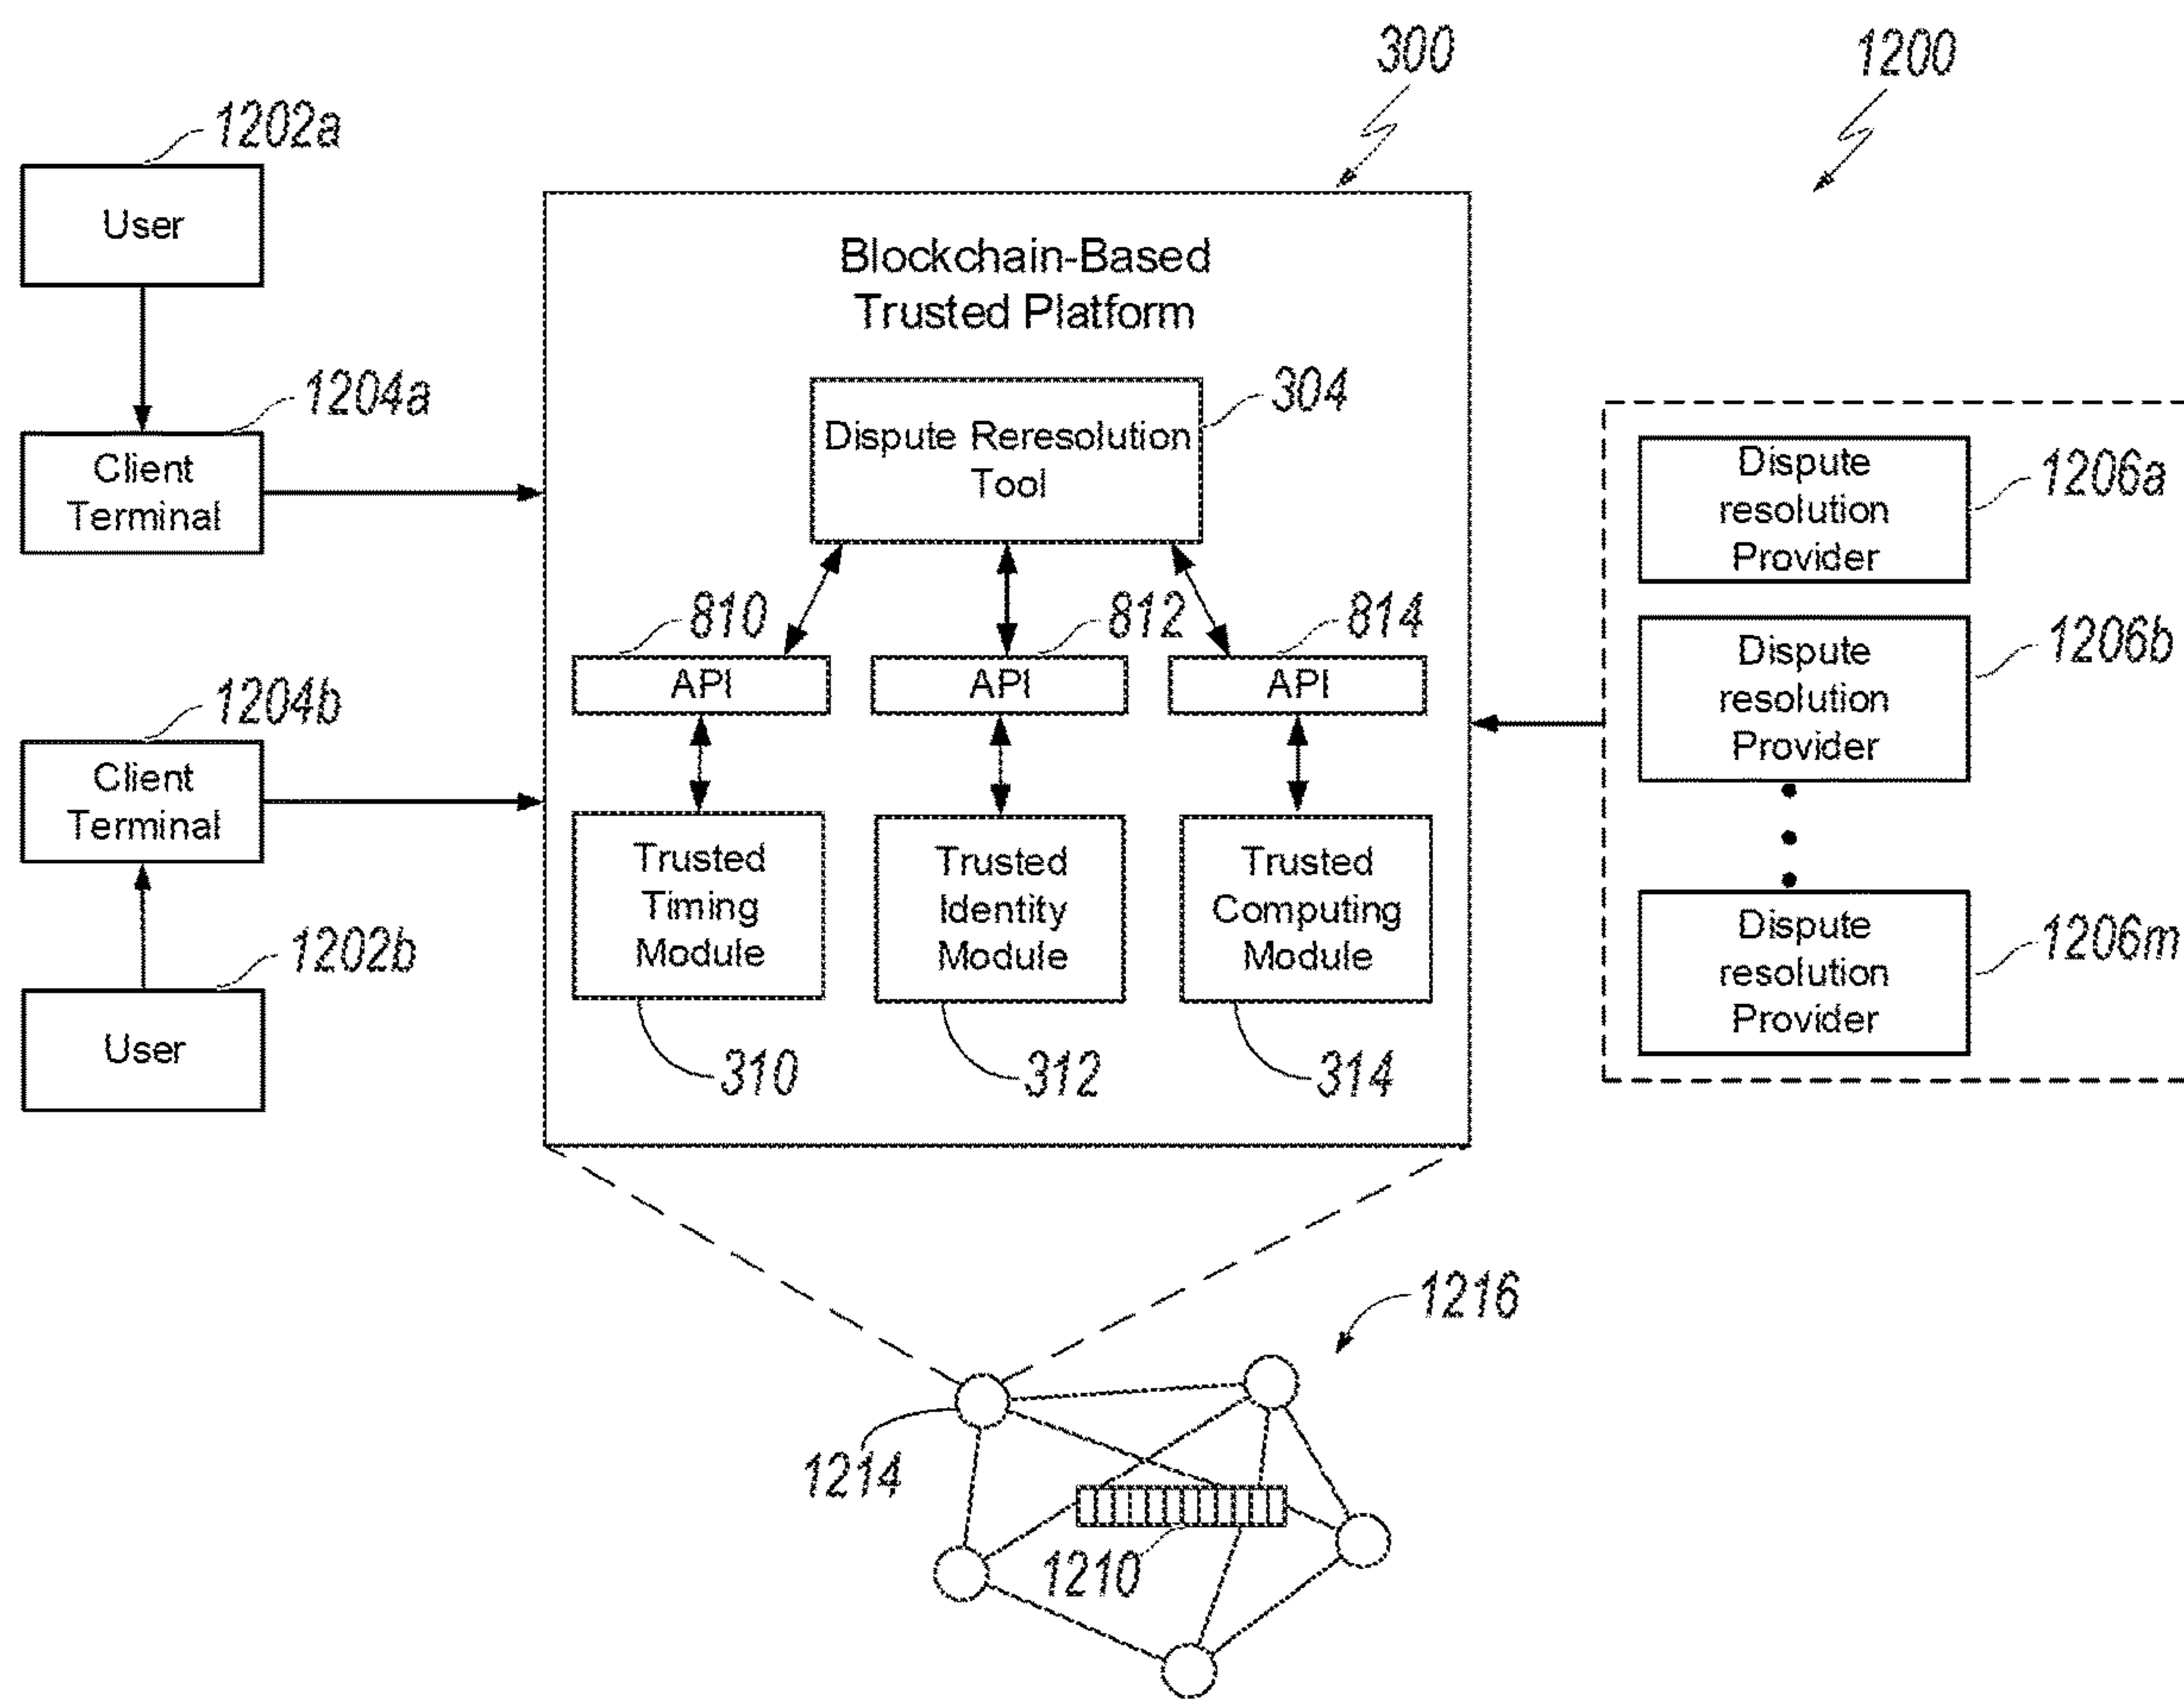 300
1200
1202a
User
Blockchain-Based
Trusted Platform
1204a
Client
Terminal
304
Dispute Reresolution
Tool
Dispute
resolution
Provider
1206a
810
812
814
API
API
API
Dispute
resolution
Provider
1206b
1204b
Client
Terminal
Trusted
Timing
Module
Trusted
Identity
Module
Trusted
Computing
Module
Dispute
resolution
Provider
1206m
1202b
User
310
312
314
1216
1214
1210